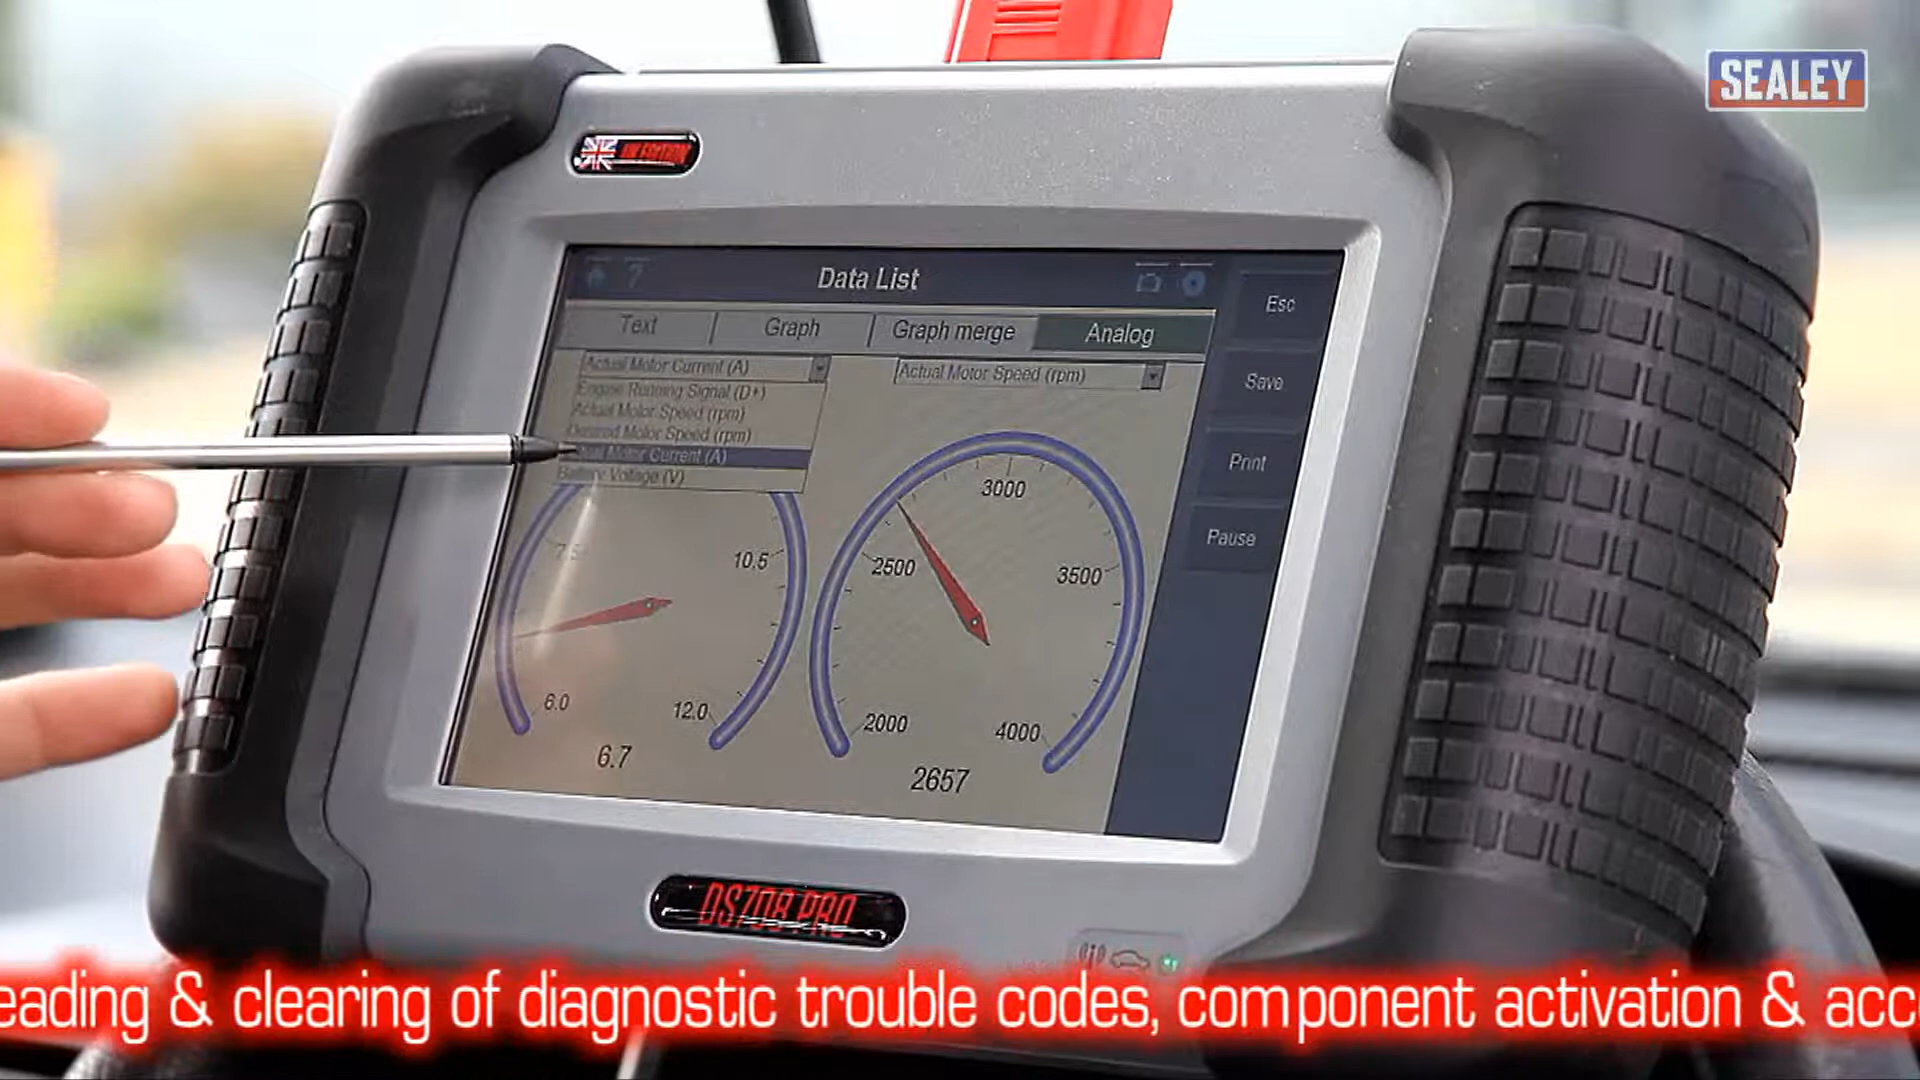 SEALEY
UK EDITION
Data List
Esc
Text
Graph
Graph merge
Analog
Actual Motor Current (A)
Actual Motor Speed (rpm)
Save
Engine Running Signal (D+)
Actual Motor Speed (rpm)
Desired Motor Speed (rpm)
tual Motor Current (A)
Battery Voltage (V)
Print
Pause
7.5
10.5
6.0
12.0
6.7
3000
2500
3500
2000
4000
2657
DS708 PRO
eading & clearing of diagnostic trouble codes, component activation & acc